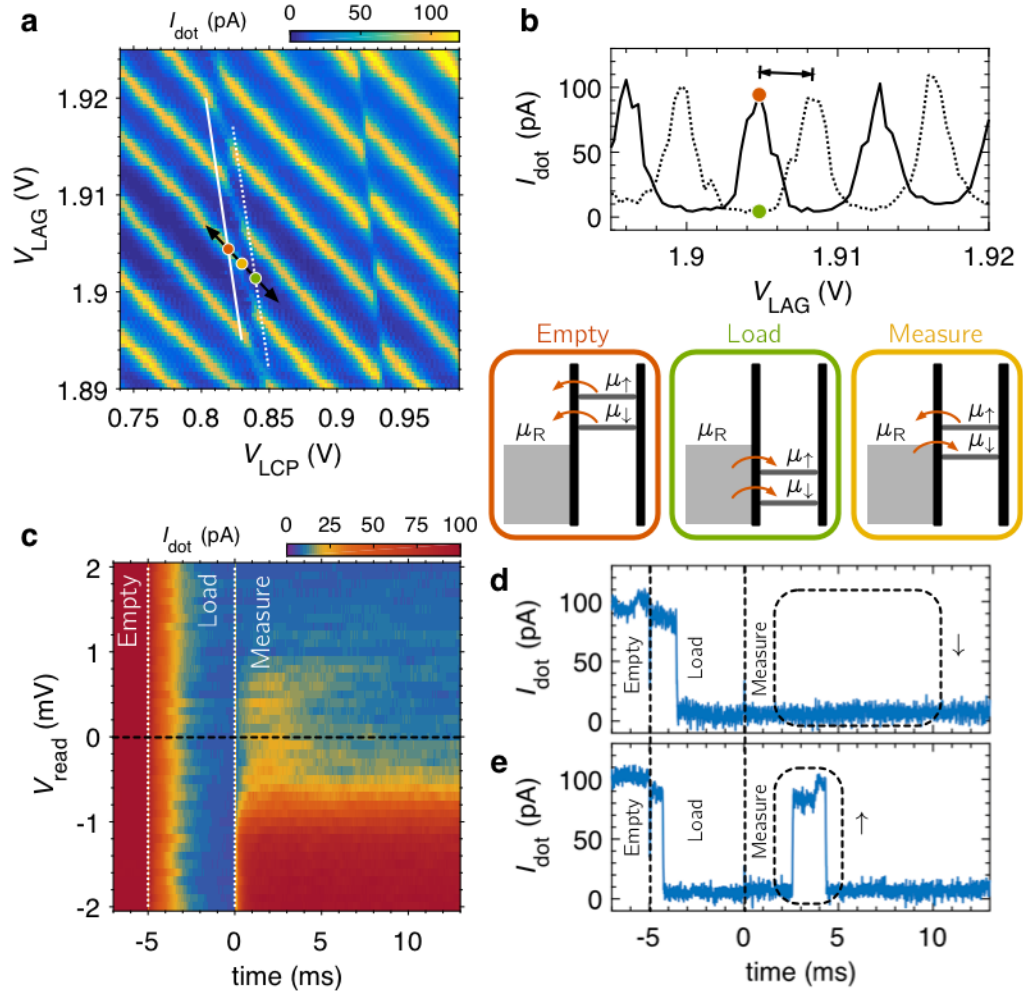 a
I_dot (pA) 0 50 100
1.92
1.91
1.9
1.89
V_LAG (V)
0.75 0.8 0.85 0.9 0.95
V_LCP (V)
b
100
50
0
I_dot (pA)
1.9 1.91 1.92
V_LAG (V)
Empty Load Measure
μ↑ μ↓ μ_R
μ_R μ↑ μ↓
μ_R μ↑ μ↓
c
I_dot (pA)
0 25 50 75 100
Empty Load Measure
2
1
0
-1
-2
V_read (mV)
-5 0 5 10
time (ms)
d
100
50
0
I_dot (pA)
Empty Load Measure ↓
e
100
50
0
I_dot (pA)
Empty Load Measure ↑
-5 0 5 10
time (ms)